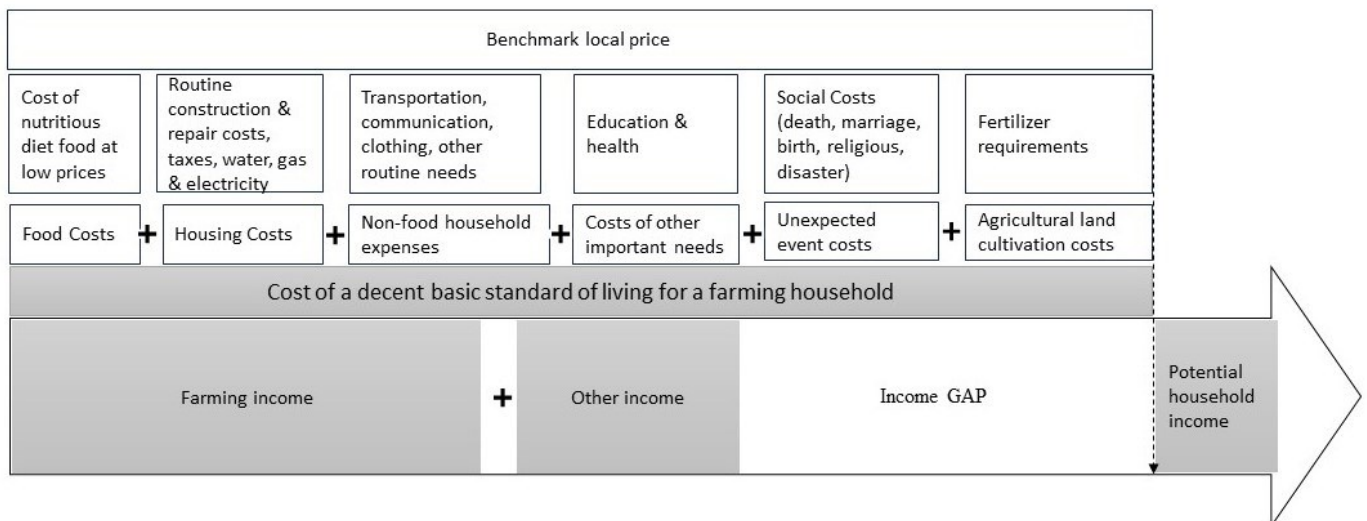 Benchmark local price
Cost of
nutritious
diet food at
low prices
Routine
construction &
repair costs,
taxes, water, gas
& electricity
Transportation,
communication,
clothing, other
routine needs
Education &
health
Social Costs
(death, marriage,
birth, religious,
disaster)
Fertilizer
requirements
Food Costs
+
Housing Costs
+
Non-food household
expenses
+
Costs of other
important needs
+
Unexpected
event costs
+
Agricultural land
cultivation costs
Cost of a decent basic standard of living for a farming household
Farming income
+
Other income
Income GAP
Potential
household
income